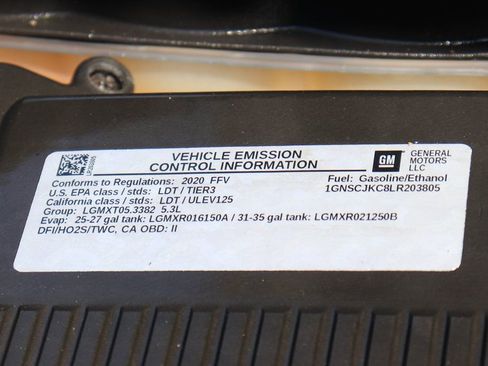 VEHICLE EMISSION
CONTROL INFORMATION
GM GENERAL
MOTORS
LLC
Conforms to Regulations: 2020 FFV
Fuel: Gasoline/Ethanol
U.S. EPA class / stds: LDT / TIER3
1GNSCJKC8LR203805
California class / stds: LDT / ULEV125
Group: LGMXT05.3382 5.3L
Evap: 25-27 gal tank: LGMXR016150A / 31-35 gal tank: LGMXR021250B
DFI/HO2S/TWC, CA OBD: II